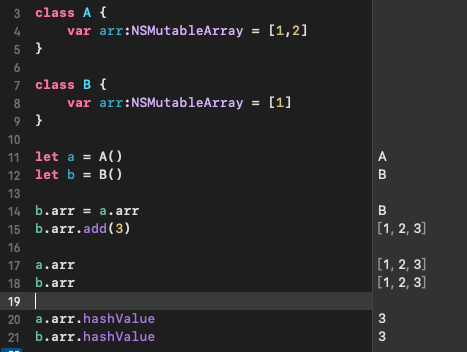 3 class A {
4 var arr:NSMutableArray = [1,2]
5 }
6
7 class B {
8 var arr:NSMutableArray = [1]
9 }
10
11 let a = A() A
12 let b = B() B
13
14 b.arr = a.arr B
15 b.arr.add(3) [1, 2, 3]
16
17 a.arr [1, 2, 3]
18 b.arr [1, 2, 3]
19
20 a.arr.hashValue 3
21 b.arr.hashValue 3